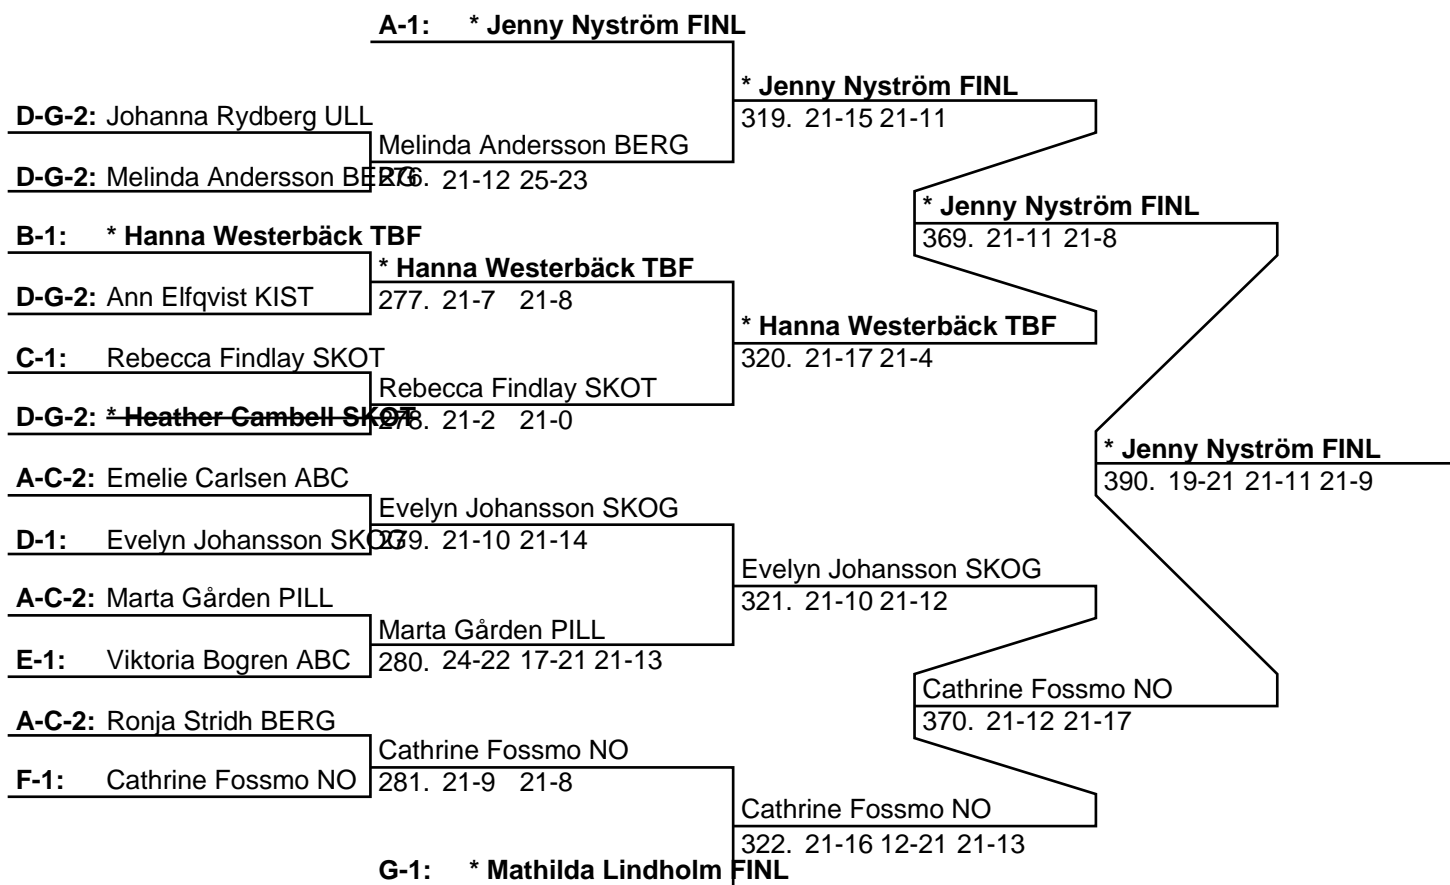 A-1: * Jenny Nyström FINL
* Jenny Nyström FINL
319. 21-15 21-11
D-G-2: Johanna Rydberg ULL
Melinda Andersson BERG
D-G-2: Melinda Andersson BERG
276. 21-12 25-23
* Jenny Nyström FINL
369. 21-11 21-8
B-1: * Hanna Westerbäck TBF
* Hanna Westerbäck TBF
D-G-2: Ann Elfqvist KIST
277. 21-7 21-8
* Hanna Westerbäck TBF
320. 21-17 21-4
C-1: Rebecca Findlay SKOT
Rebecca Findlay SKOT
D-G-2: * Heather Cambell SKOT
278. 21-2 21-0
* Jenny Nyström FINL
390. 19-21 21-11 21-9
A-C-2: Emelie Carlsen ABC
Evelyn Johansson SKOG
D-1: Evelyn Johansson SKOG
279. 21-10 21-14
Evelyn Johansson SKOG
321. 21-10 21-12
A-C-2: Marta Gården PILL
Marta Gården PILL
E-1: Viktoria Bogren ABC
280. 24-22 17-21 21-13
Cathrine Fossmo NO
370. 21-12 21-17
A-C-2: Ronja Stridh BERG
Cathrine Fossmo NO
F-1: Cathrine Fossmo NO
281. 21-9 21-8
Cathrine Fossmo NO
322. 21-16 12-21 21-13
G-1: * Mathilda Lindholm FINL